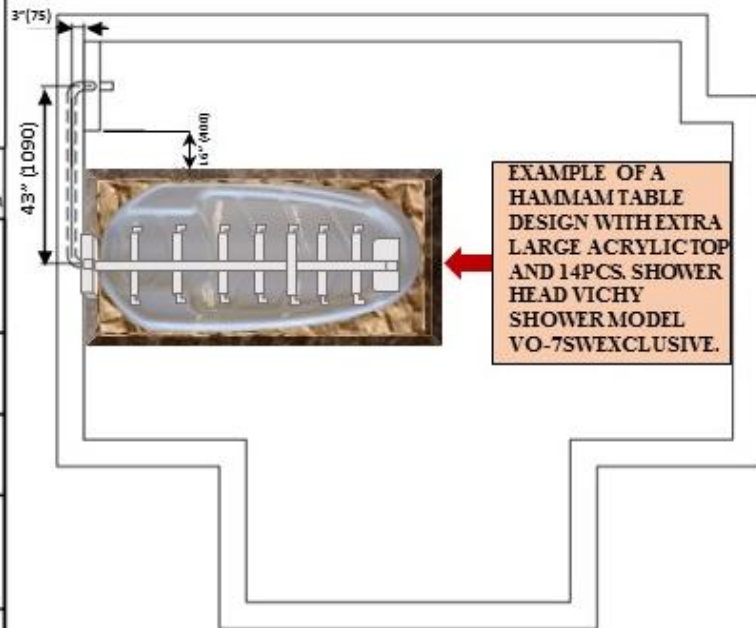 3"(75)
43" (1090)
16" (400)
EXAMPLE OF A
HAMMAM TABLE
DESIGN WITH EXTRA
LARGE ACRYLIC TOP
AND 14PCS. SHOWER
HEAD VICHY
SHOWER MODEL
VO-7SWEXCLUSIVE.